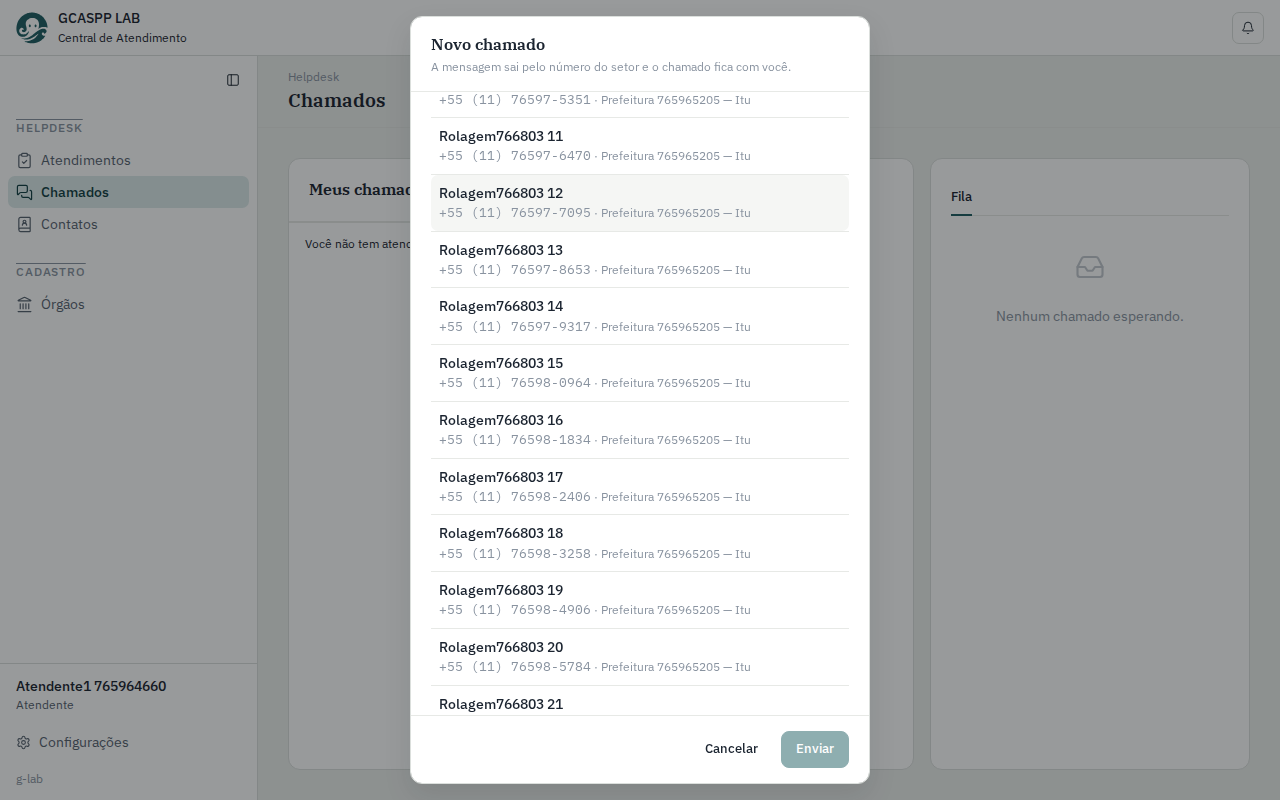 GCASPP LAB
Central de Atendimento
HELPDESK
Atendimentos
Chamados
Contatos
CADASTRO
Órgãos
Atendente1 765964660
Atendente
Configurações
g-lab
Helpdesk
Chamados
Meus chamad
Você não tem atend
Fila
Nenhum chamado esperando.
Novo chamado
A mensagem sai pelo número do setor e o chamado fica com você.
+55 (11) 76597-5351 · Prefeitura 765965205 — Itu
Rolagem766803 11
+55 (11) 76597-6470 · Prefeitura 765965205 — Itu
Rolagem766803 12
+55 (11) 76597-7095 · Prefeitura 765965205 — Itu
Rolagem766803 13
+55 (11) 76597-8653 · Prefeitura 765965205 — Itu
Rolagem766803 14
+55 (11) 76597-9317 · Prefeitura 765965205 — Itu
Rolagem766803 15
+55 (11) 76598-0964 · Prefeitura 765965205 — Itu
Rolagem766803 16
+55 (11) 76598-1834 · Prefeitura 765965205 — Itu
Rolagem766803 17
+55 (11) 76598-2406 · Prefeitura 765965205 — Itu
Rolagem766803 18
+55 (11) 76598-3258 · Prefeitura 765965205 — Itu
Rolagem766803 19
+55 (11) 76598-4906 · Prefeitura 765965205 — Itu
Rolagem766803 20
+55 (11) 76598-5784 · Prefeitura 765965205 — Itu
Rolagem766803 21
Cancelar
Enviar